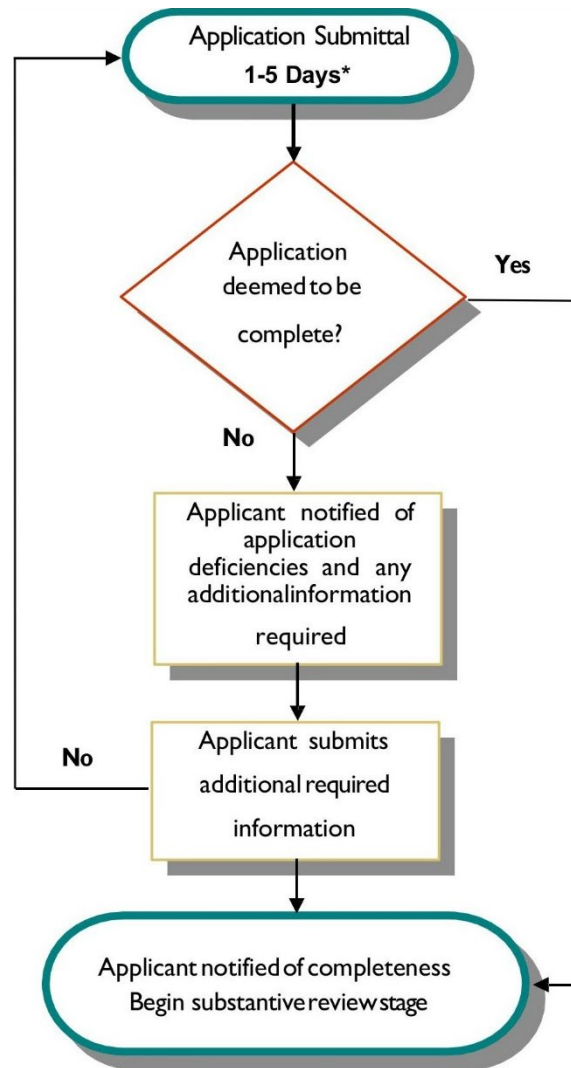 Application Submittal
1-5 Days*
Application
deemed to be
complete?
Yes
No
Applicant notified of
application
deficiencies and any
additionalinformation
required
No
Applicant submits
additional required
information
Applicant notified of completeness
Begin substantive review stage